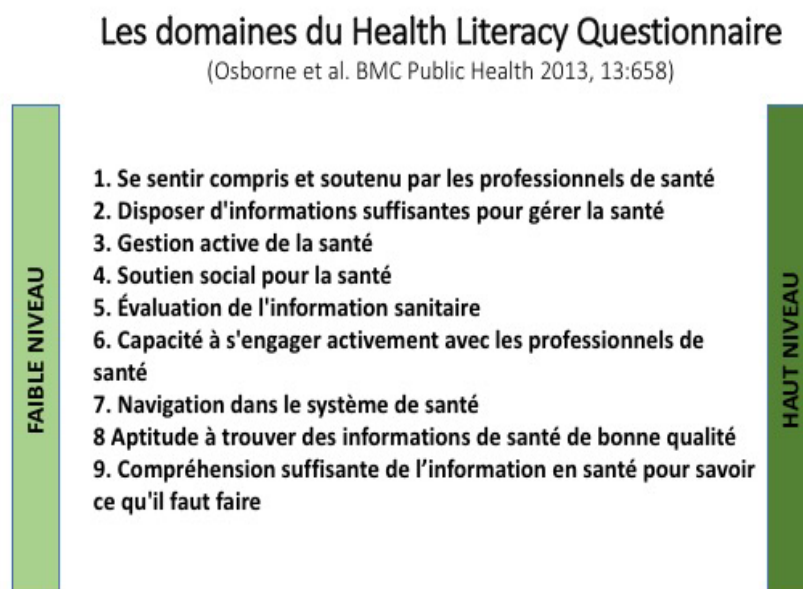 Les domaines du Health Literacy Questionnaire
(Osborne et al. BMC Public Health 2013, 13:658)
FAIBLE NIVEAU
1. Se sentir compris et soutenu par les professionnels de santé
2. Disposer d'informations suffisantes pour gérer la santé
3. Gestion active de la santé
4. Soutien social pour la santé
5. Évaluation de l'information sanitaire
6. Capacité à s'engager activement avec les professionnels de
santé
7. Navigation dans le système de santé
8 Aptitude à trouver des informations de santé de bonne qualité
9. Compréhension suffisante de l’information en santé pour savoir
ce qu'il faut faire
HAUT NIVEAU